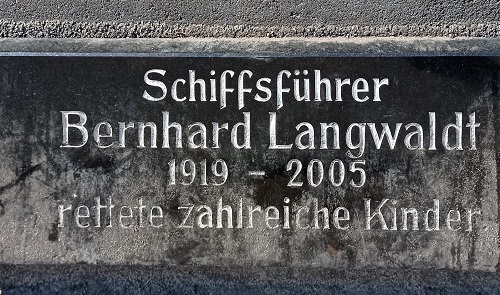 Schiffsführer
Bernhard Langwaldt
1919 – 2005
rettete zahlreiche Kinder.